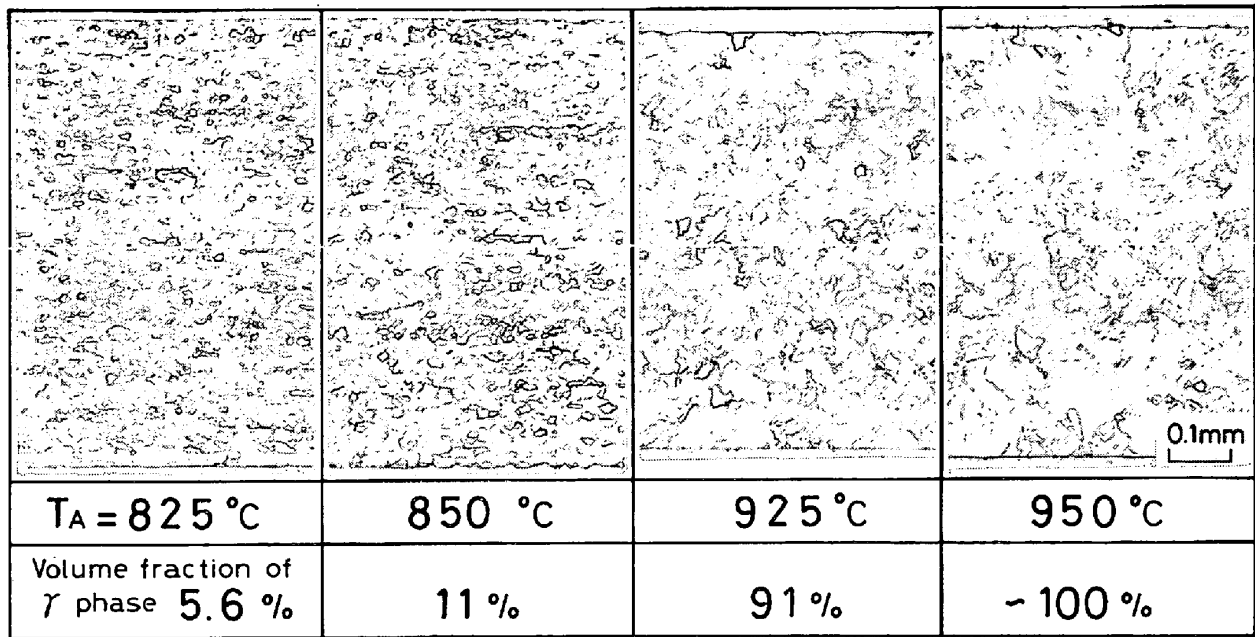 0.1mm
TA = 825 °C
850 °C
925 °C
950 °C
Volume fraction of
γ phase 5.6 %
11 %
91 %
~ 100 %